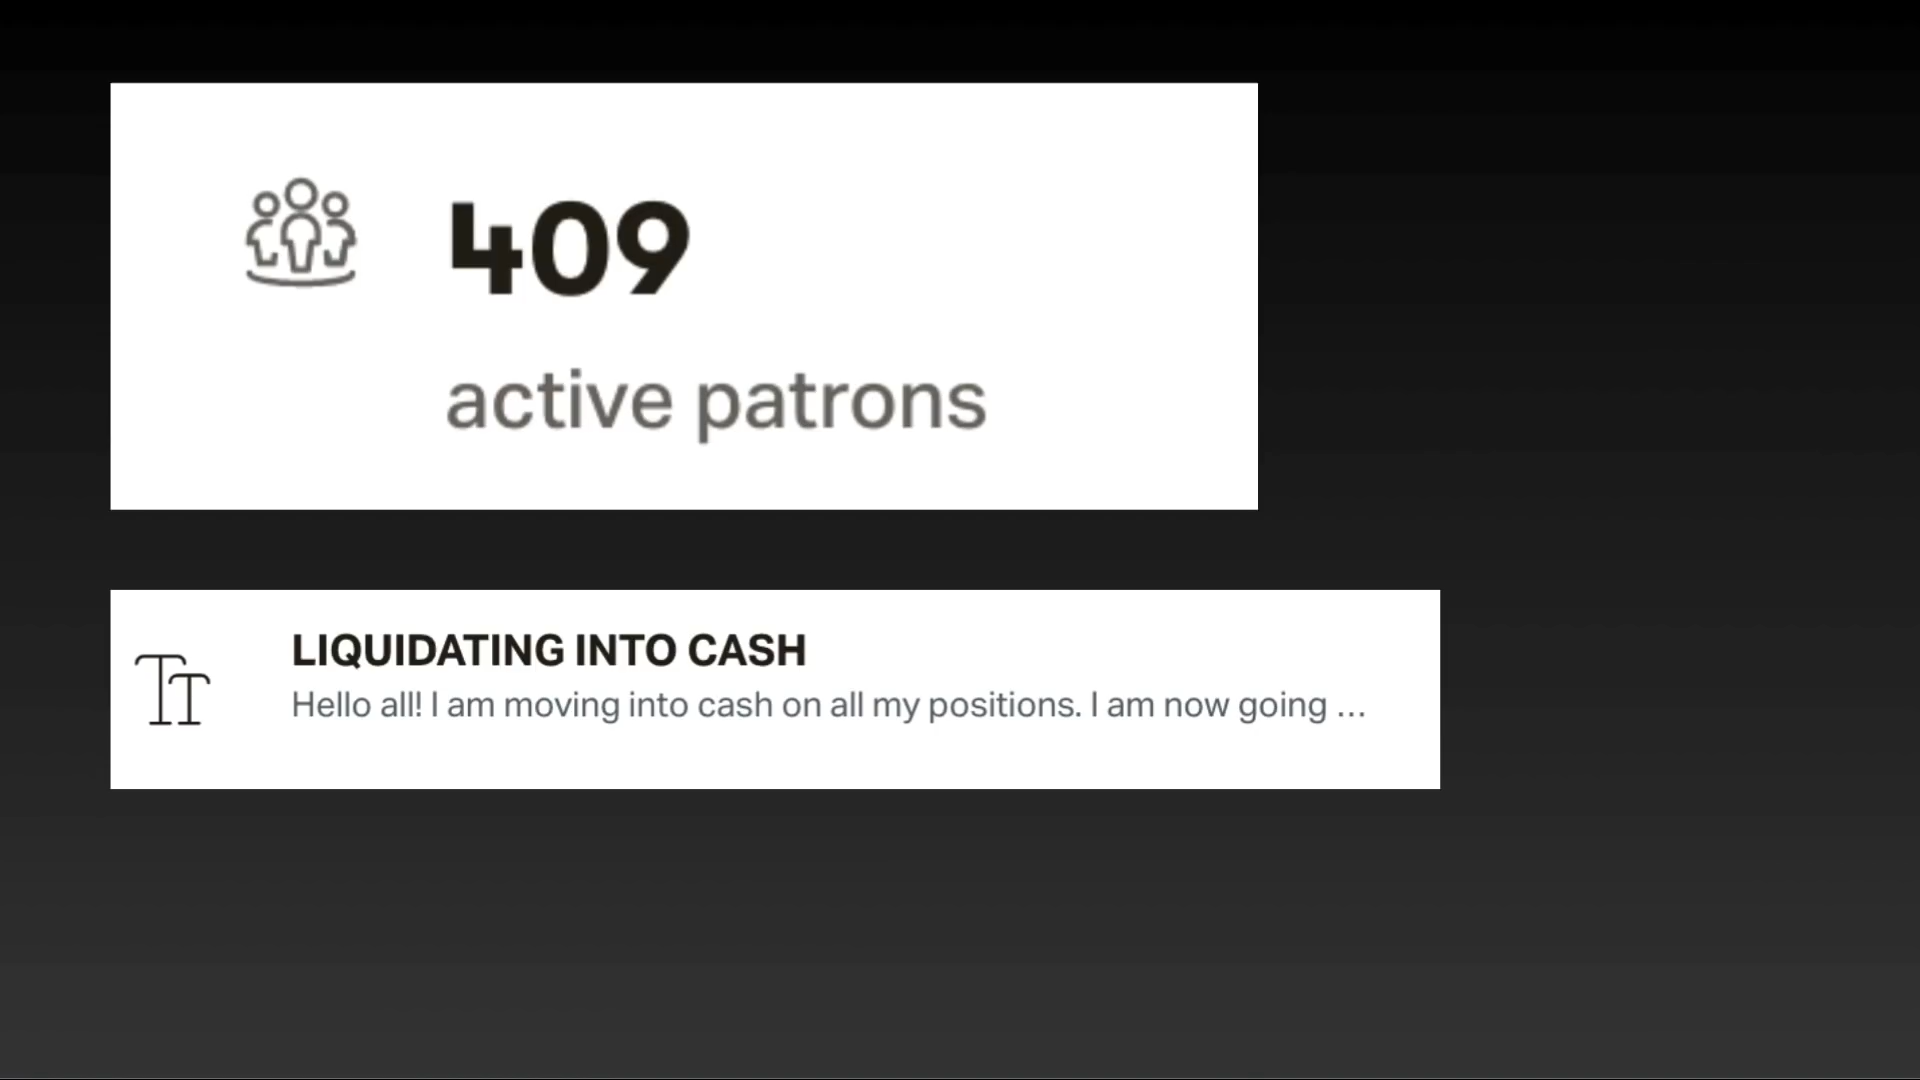 409
active patrons
LIQUIDATING INTO CASH
Hello all! I am moving into cash on all my positions. I am now going ...